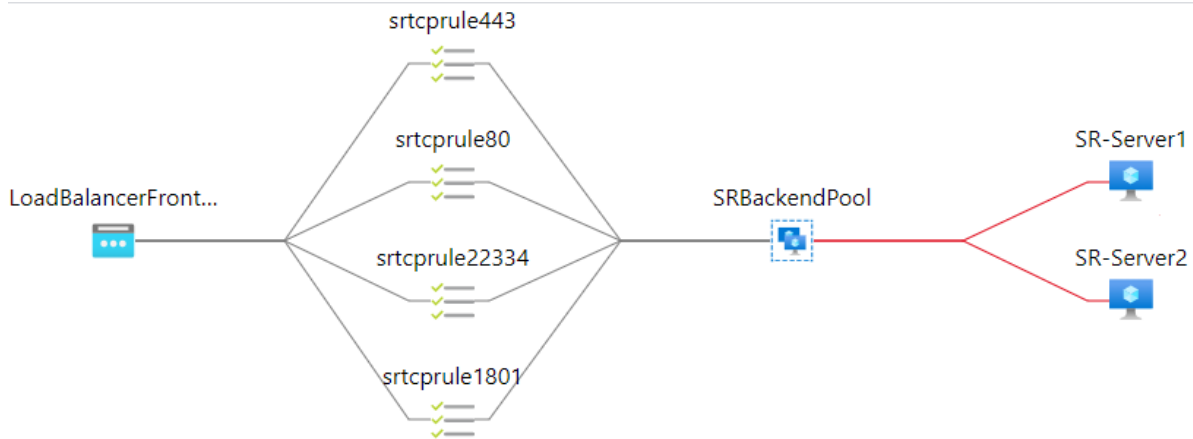 srtcprule443
srtcprule80
LoadBalancerFront...
srtcprule22334
srtcprule1801
SRBackendPool
SR-Server1
SR-Server2